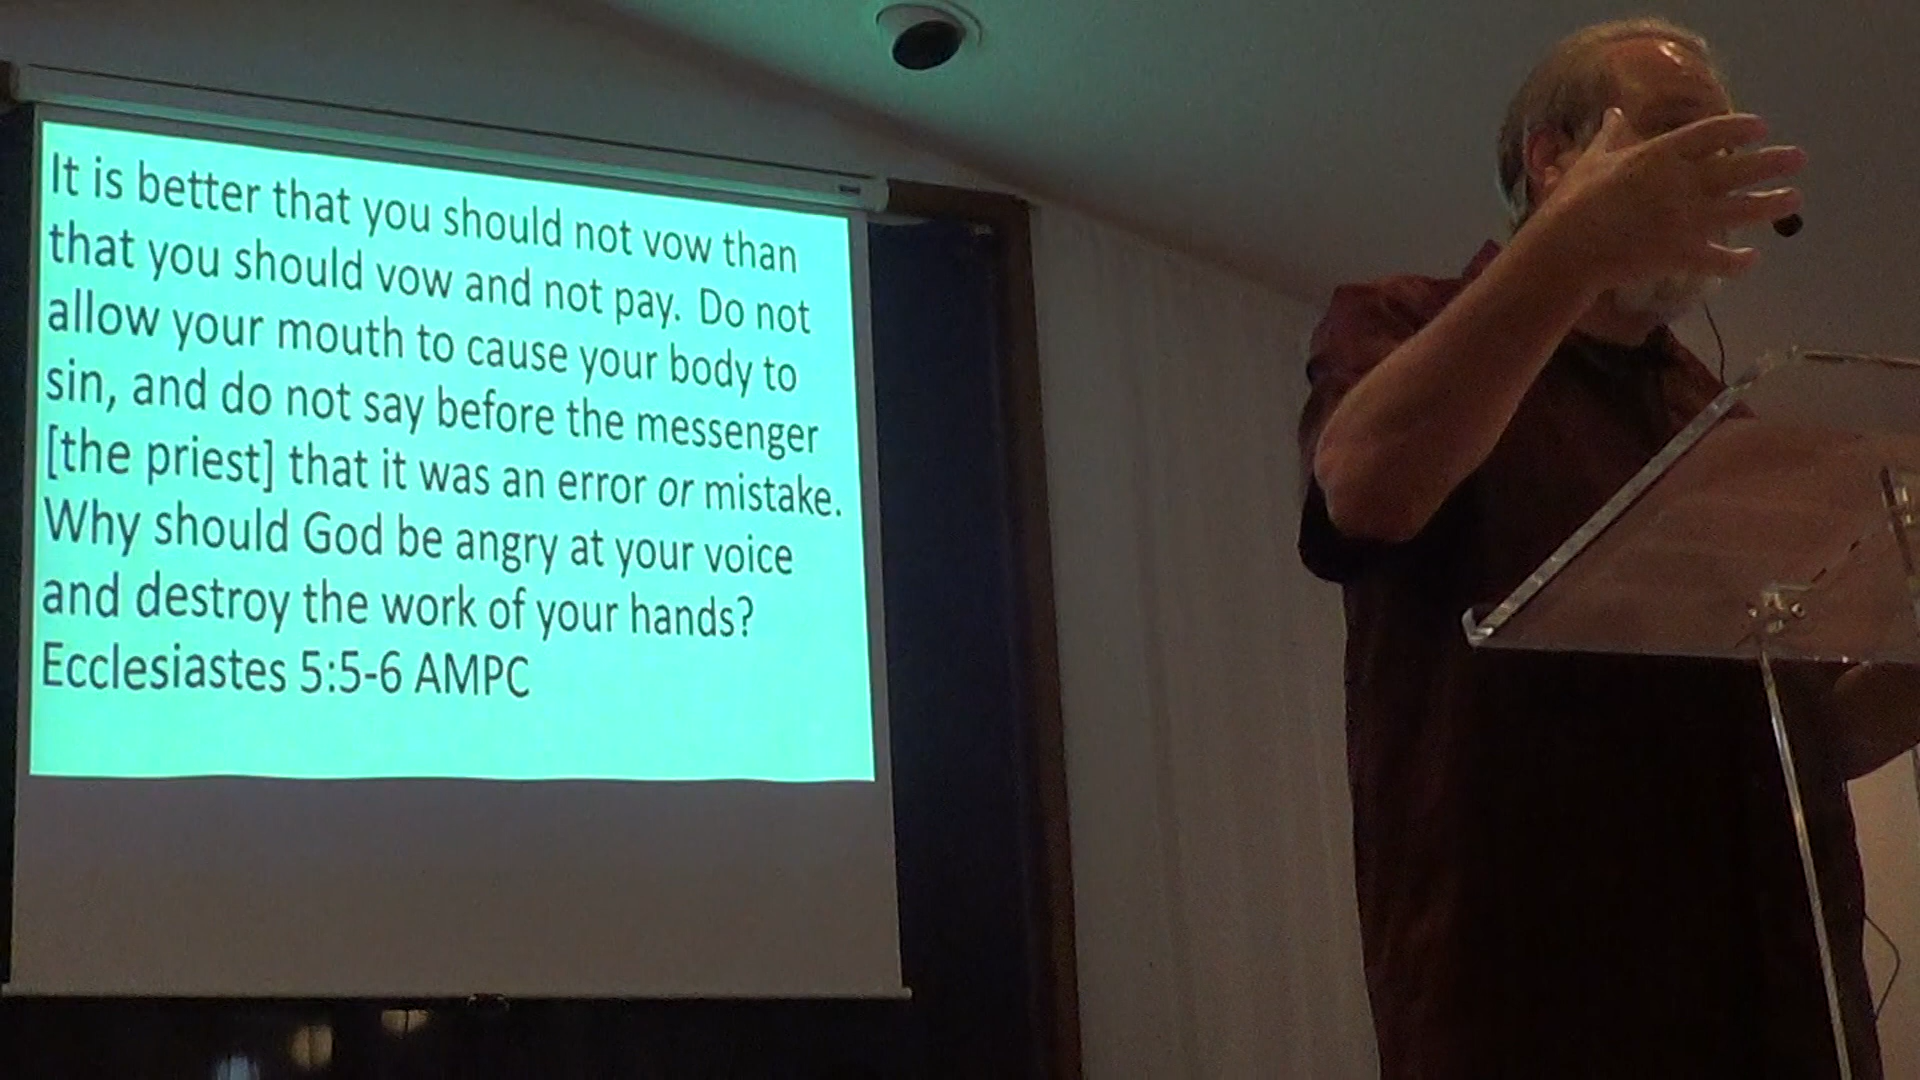 It is better that you should not vow than
that you should vow and not pay. Do not
allow your mouth to cause your body to
sin, and do not say before the messenger
[the priest] that it was an error or mistake.
Why should God be angry at your voice
and destroy the work of your hands?
Ecclesiastes 5:5-6 AMPC